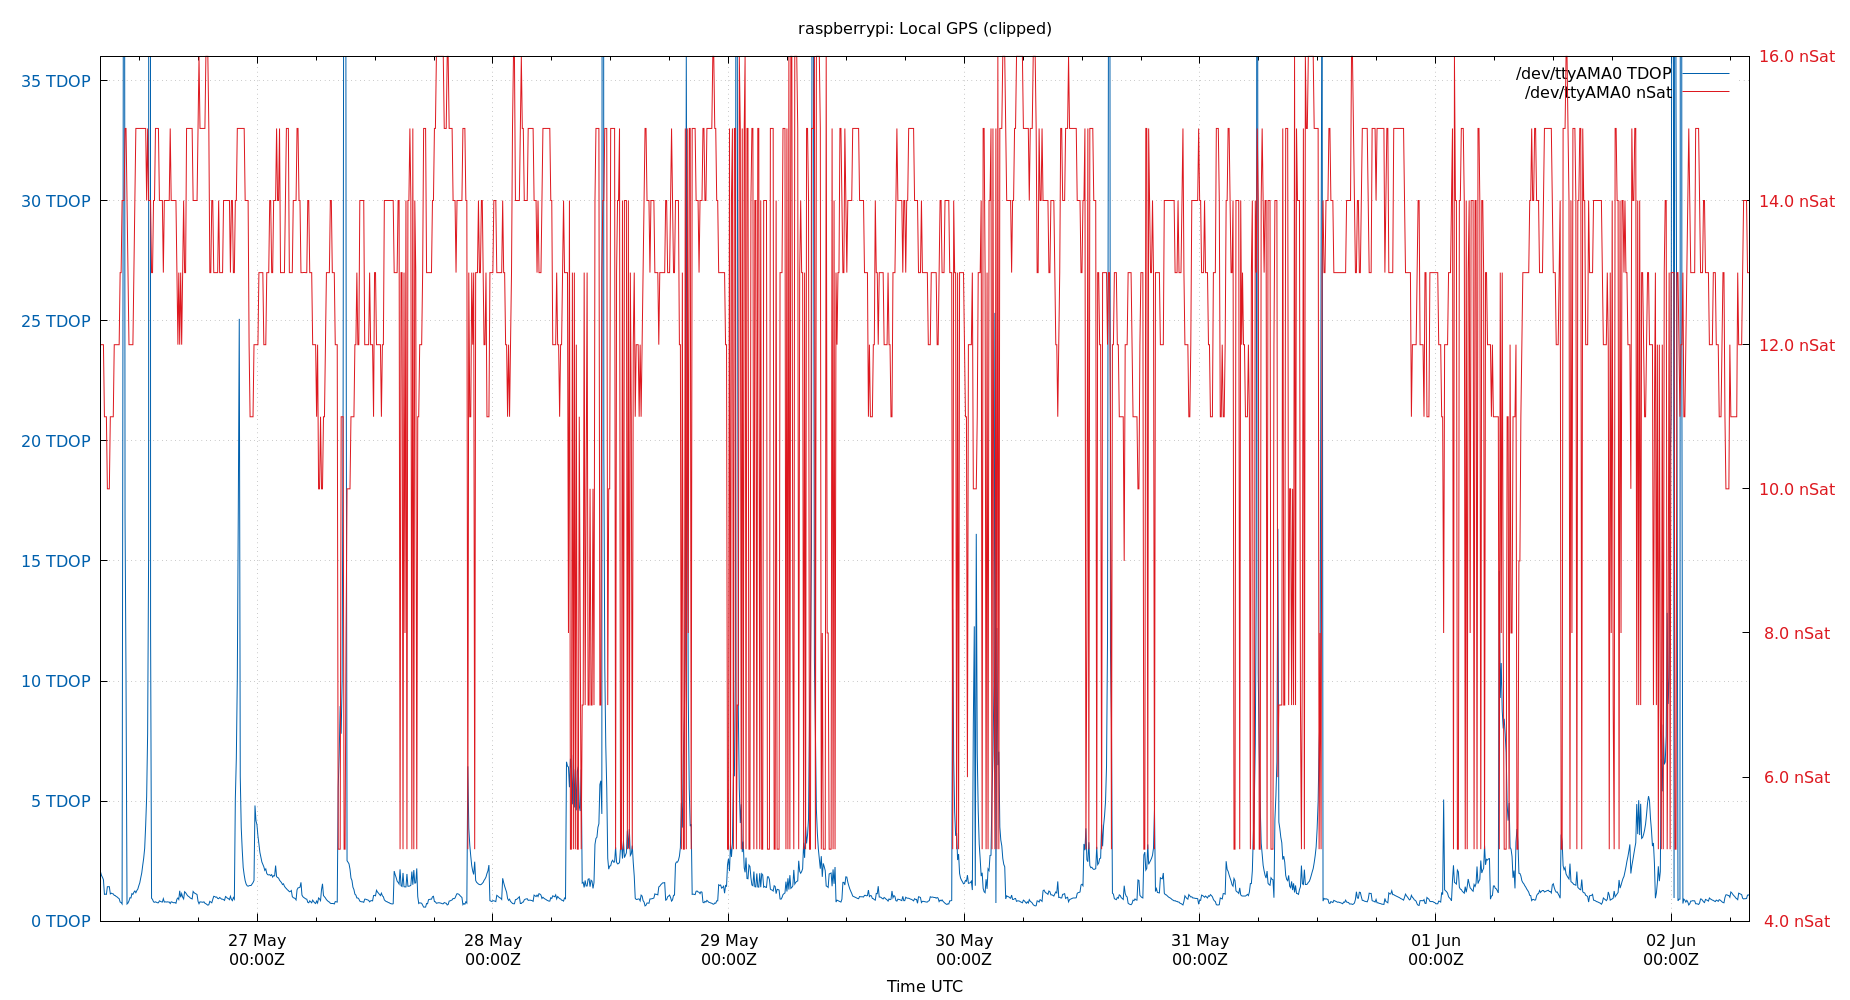 raspberrypi: Local GPS (clipped)
/dev/ttyAMA0 TDOP
/dev/ttyAMA0 nSat
35 TDOP
30 TDOP
25 TDOP
20 TDOP
15 TDOP
10 TDOP
5 TDOP
0 TDOP
16.0 nSat
14.0 nSat
12.0 nSat
10.0 nSat
8.0 nSat
6.0 nSat
4.0 nSat
27 May
00:00Z
28 May
00:00Z
29 May
00:00Z
30 May
00:00Z
31 May
00:00Z
01 Jun
00:00Z
02 Jun
00:00Z
Time UTC